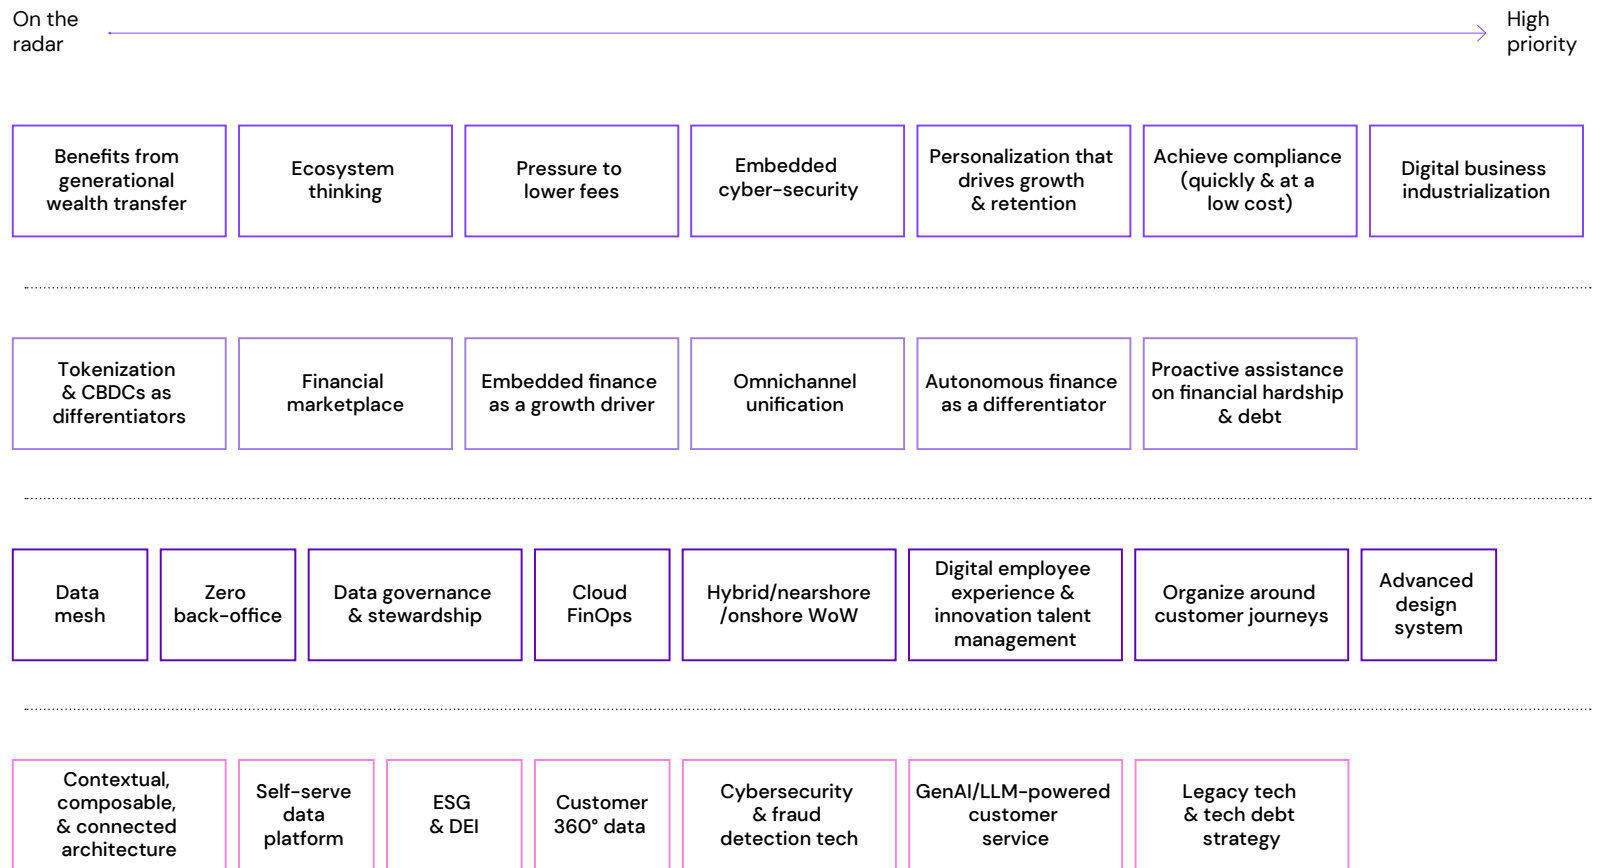 On the
radar
High
priority
Benefits from
generational
wealth transfer
Ecosystem
thinking
Pressure to
lower fees
Embedded
cyber-security
Personalization that
drives growth
& retention
Achieve compliance
(quickly & at a
low cost)
Digital business
industrialization
Tokenization
& CBDCs as
differentiators
Financial
marketplace
Embedded finance
as a growth driver
Omnichannel
unification
Autonomous finance
as a differentiator
Proactive assistance
on financial hardship
& debt
Data
mesh
Zero
back-office
Data governance
& stewardship
Cloud
FinOps
Hybrid/nearshore
/onshore WoW
Digital employee
experience &
innovation talent
management
Organize around
customer journeys
Advanced
design
system
Contextual,
composable,
& connected
architecture
Self-serve
data
platform
ESG
& DEI
Customer
360° data
Cybersecurity
& fraud
detection tech
GenAI/LLM-powered
customer
service
Legacy tech
& tech debt
strategy